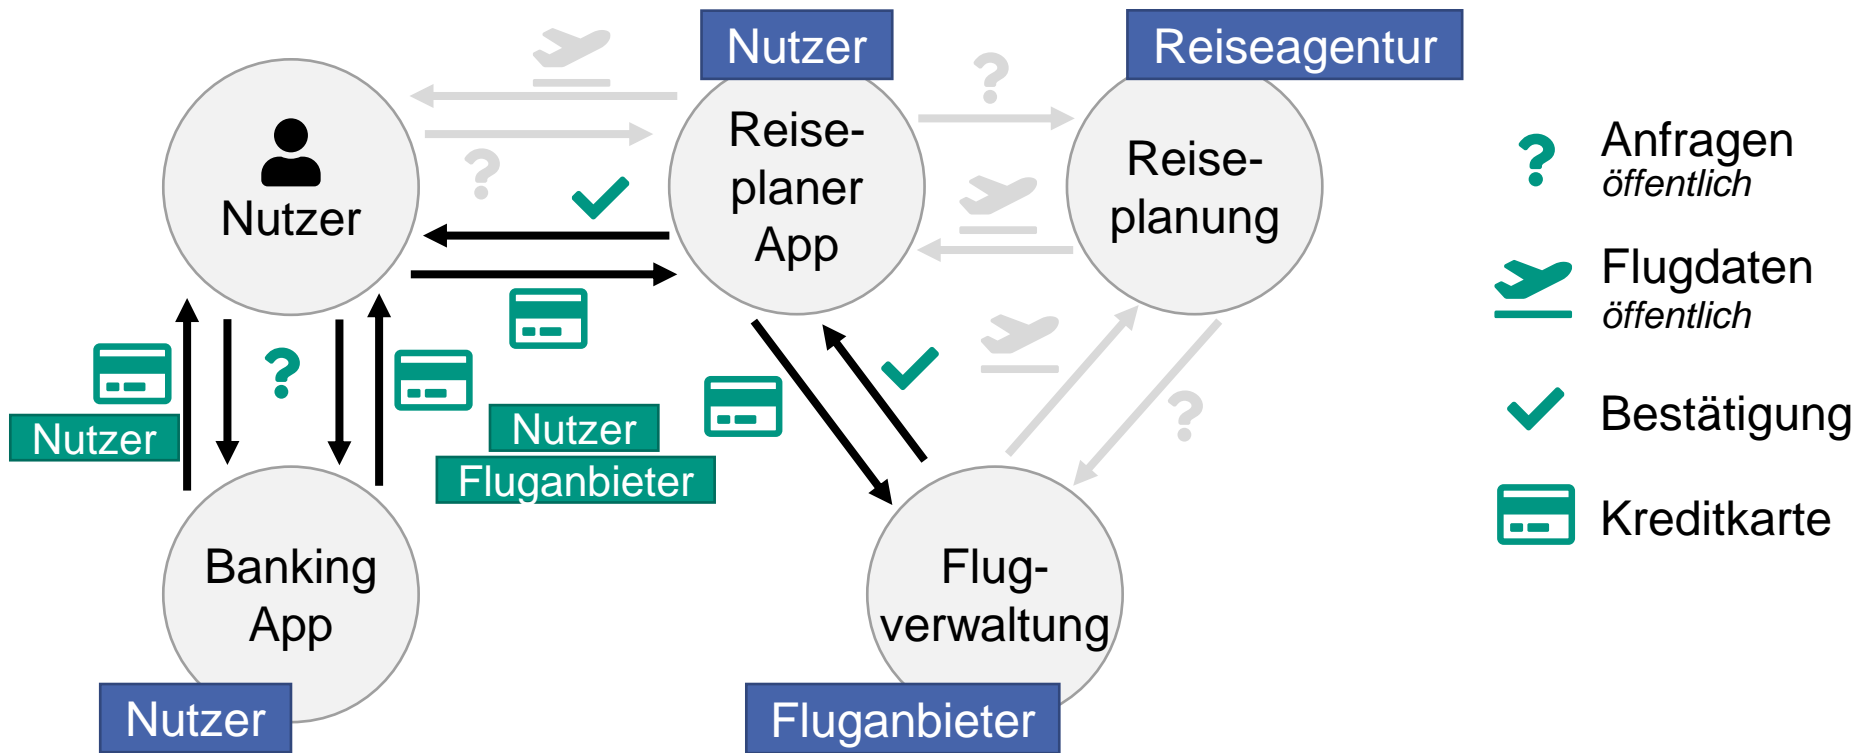 Nutzer
Reiseagentur
Nutzer
Reise-
planer
App
Reise-
planung
Anfragen
öffentlich
Flugdaten
öffentlich
Bestätigung
Kreditkarte
Nutzer
Nutzer
Fluganbieter
Banking
App
Nutzer
Flug-
verwaltung
Fluganbieter